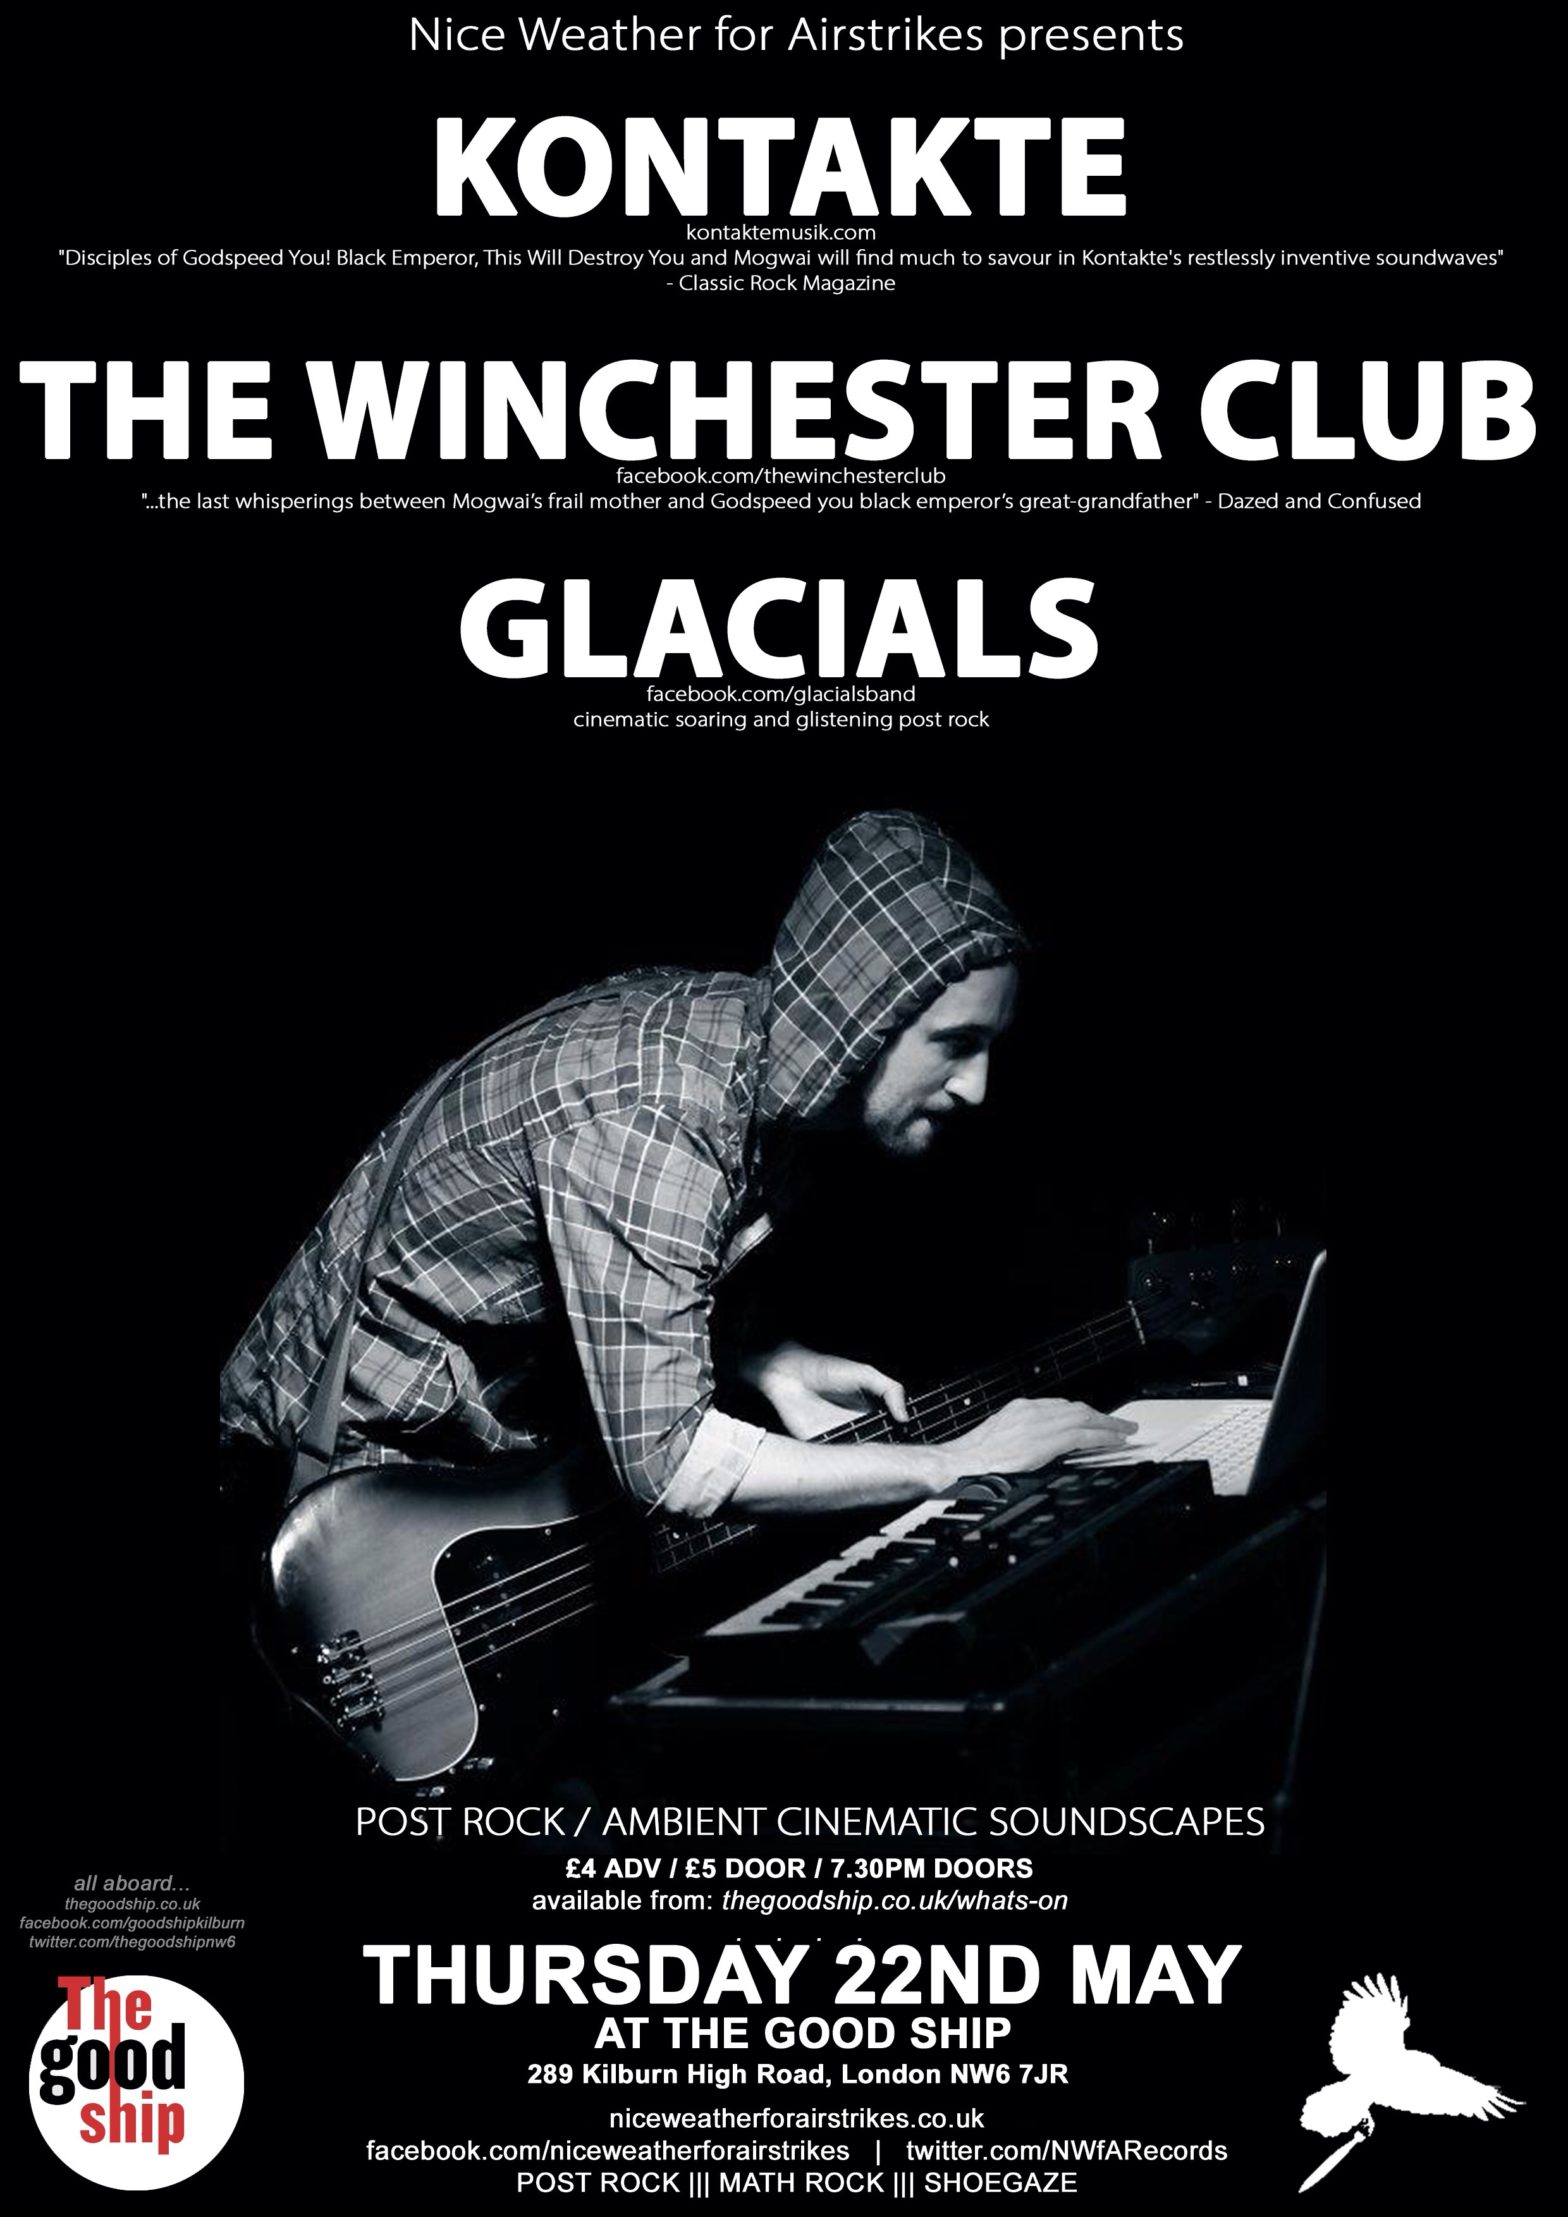 Nice Weather for Airstrikes presents
KONTAKTE
kontaktemusik.com
"Disciples of Godspeed You! Black Emperor, This Will Destroy You and Mogwai will find much to savour in Kontakte's restlessly inventive soundwaves"
- Classic Rock Magazine
THE WINCHESTER CLUB
facebook.com/thewinchesterclub
"...the last whisperings between Mogwai’s frail mother and Godspeed you black emperor’s great-grandfather" - Dazed and Confused
GLACIALS
facebook.com/glacialsband
cinematic soaring and glistening post rock
POST ROCK / AMBIENT CINEMATIC SOUNDSCAPES
£4 ADV / £5 DOOR / 7.30PM DOORS
available from: thegoodship.co.uk/whats-on
all aboard...
thegoodship.co.uk
facebook.com/goodshipkilburn
twitter.com/thegoodshipnw6
The
good
ship
THURSDAY 22ND MAY
AT THE GOOD SHIP
289 Kilburn High Road, London NW6 7JR
niceweatherforairstrikes.co.uk
facebook.com/niceweatherforairstrikes | twitter.com/NWfARecords
POST ROCK ||| MATH ROCK ||| SHOEGAZE